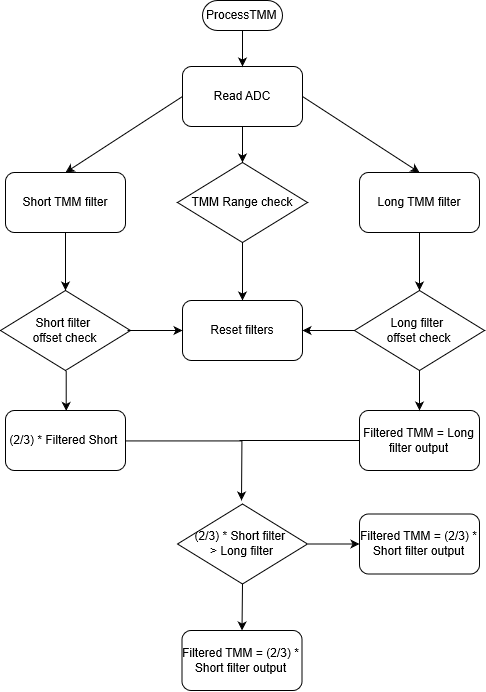 ProcessTMM
Read ADC
Short TMM filter
TMM Range check
Long TMM filter
Short filter
offset check
Reset filters
Long filter
offset check
(2/3) * Filtered Short
Filtered TMM = Long
filter output
(2/3) * Short filter
> Long filter
Filtered TMM = (2/3) *
Short filter output
Filtered TMM = (2/3) *
Short filter output